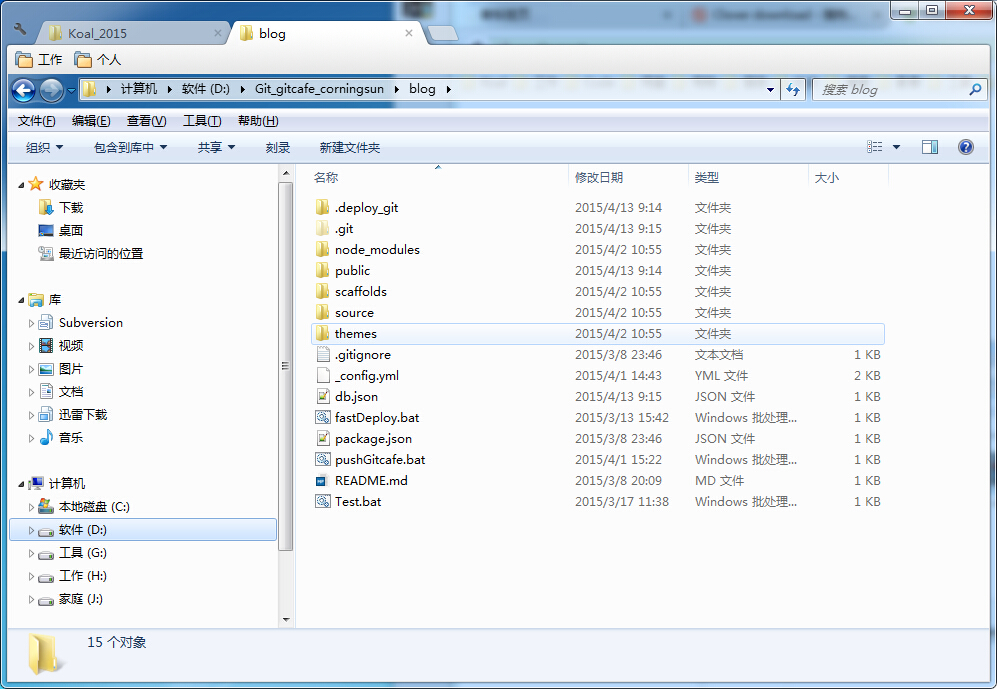 Koal_2015
blog
工作 个人
计算机 软件 (D:) Git_gitcafe_corningsun blog
搜索 blog
文件(F) 编辑(E) 查看(V) 工具(T) 帮助(H)
组织 包含到库中 共享 刻录 新建文件夹
收藏夹
下载
桌面
最近访问的位置
库
Subversion
视频
图片
文档
迅雷下载
音乐
计算机
本地磁盘 (C:)
软件 (D:)
工具 (G:)
工作 (H:)
家庭 (J:)
名称 修改日期 类型 大小
.deploy_git 2015/4/13 9:14 文件夹
.git 2015/4/13 9:15 文件夹
node_modules 2015/4/2 10:55 文件夹
public 2015/4/13 9:14 文件夹
scaffolds 2015/4/2 10:55 文件夹
source 2015/4/2 10:55 文件夹
themes 2015/4/2 10:55 文件夹
.gitignore 2015/3/8 23:46 文本文档 1 KB
_config.yml 2015/4/1 14:43 YML 文件 2 KB
db.json 2015/4/13 9:15 JSON 文件 1 KB
fastDeploy.bat 2015/3/13 15:42 Windows 批处理... 1 KB
package.json 2015/3/8 23:46 JSON 文件 1 KB
pushGitcafe.bat 2015/4/1 15:22 Windows 批处理... 1 KB
README.md 2015/3/8 20:09 MD 文件 1 KB
Test.bat 2015/3/17 11:38 Windows 批处理... 1 KB
15 个对象